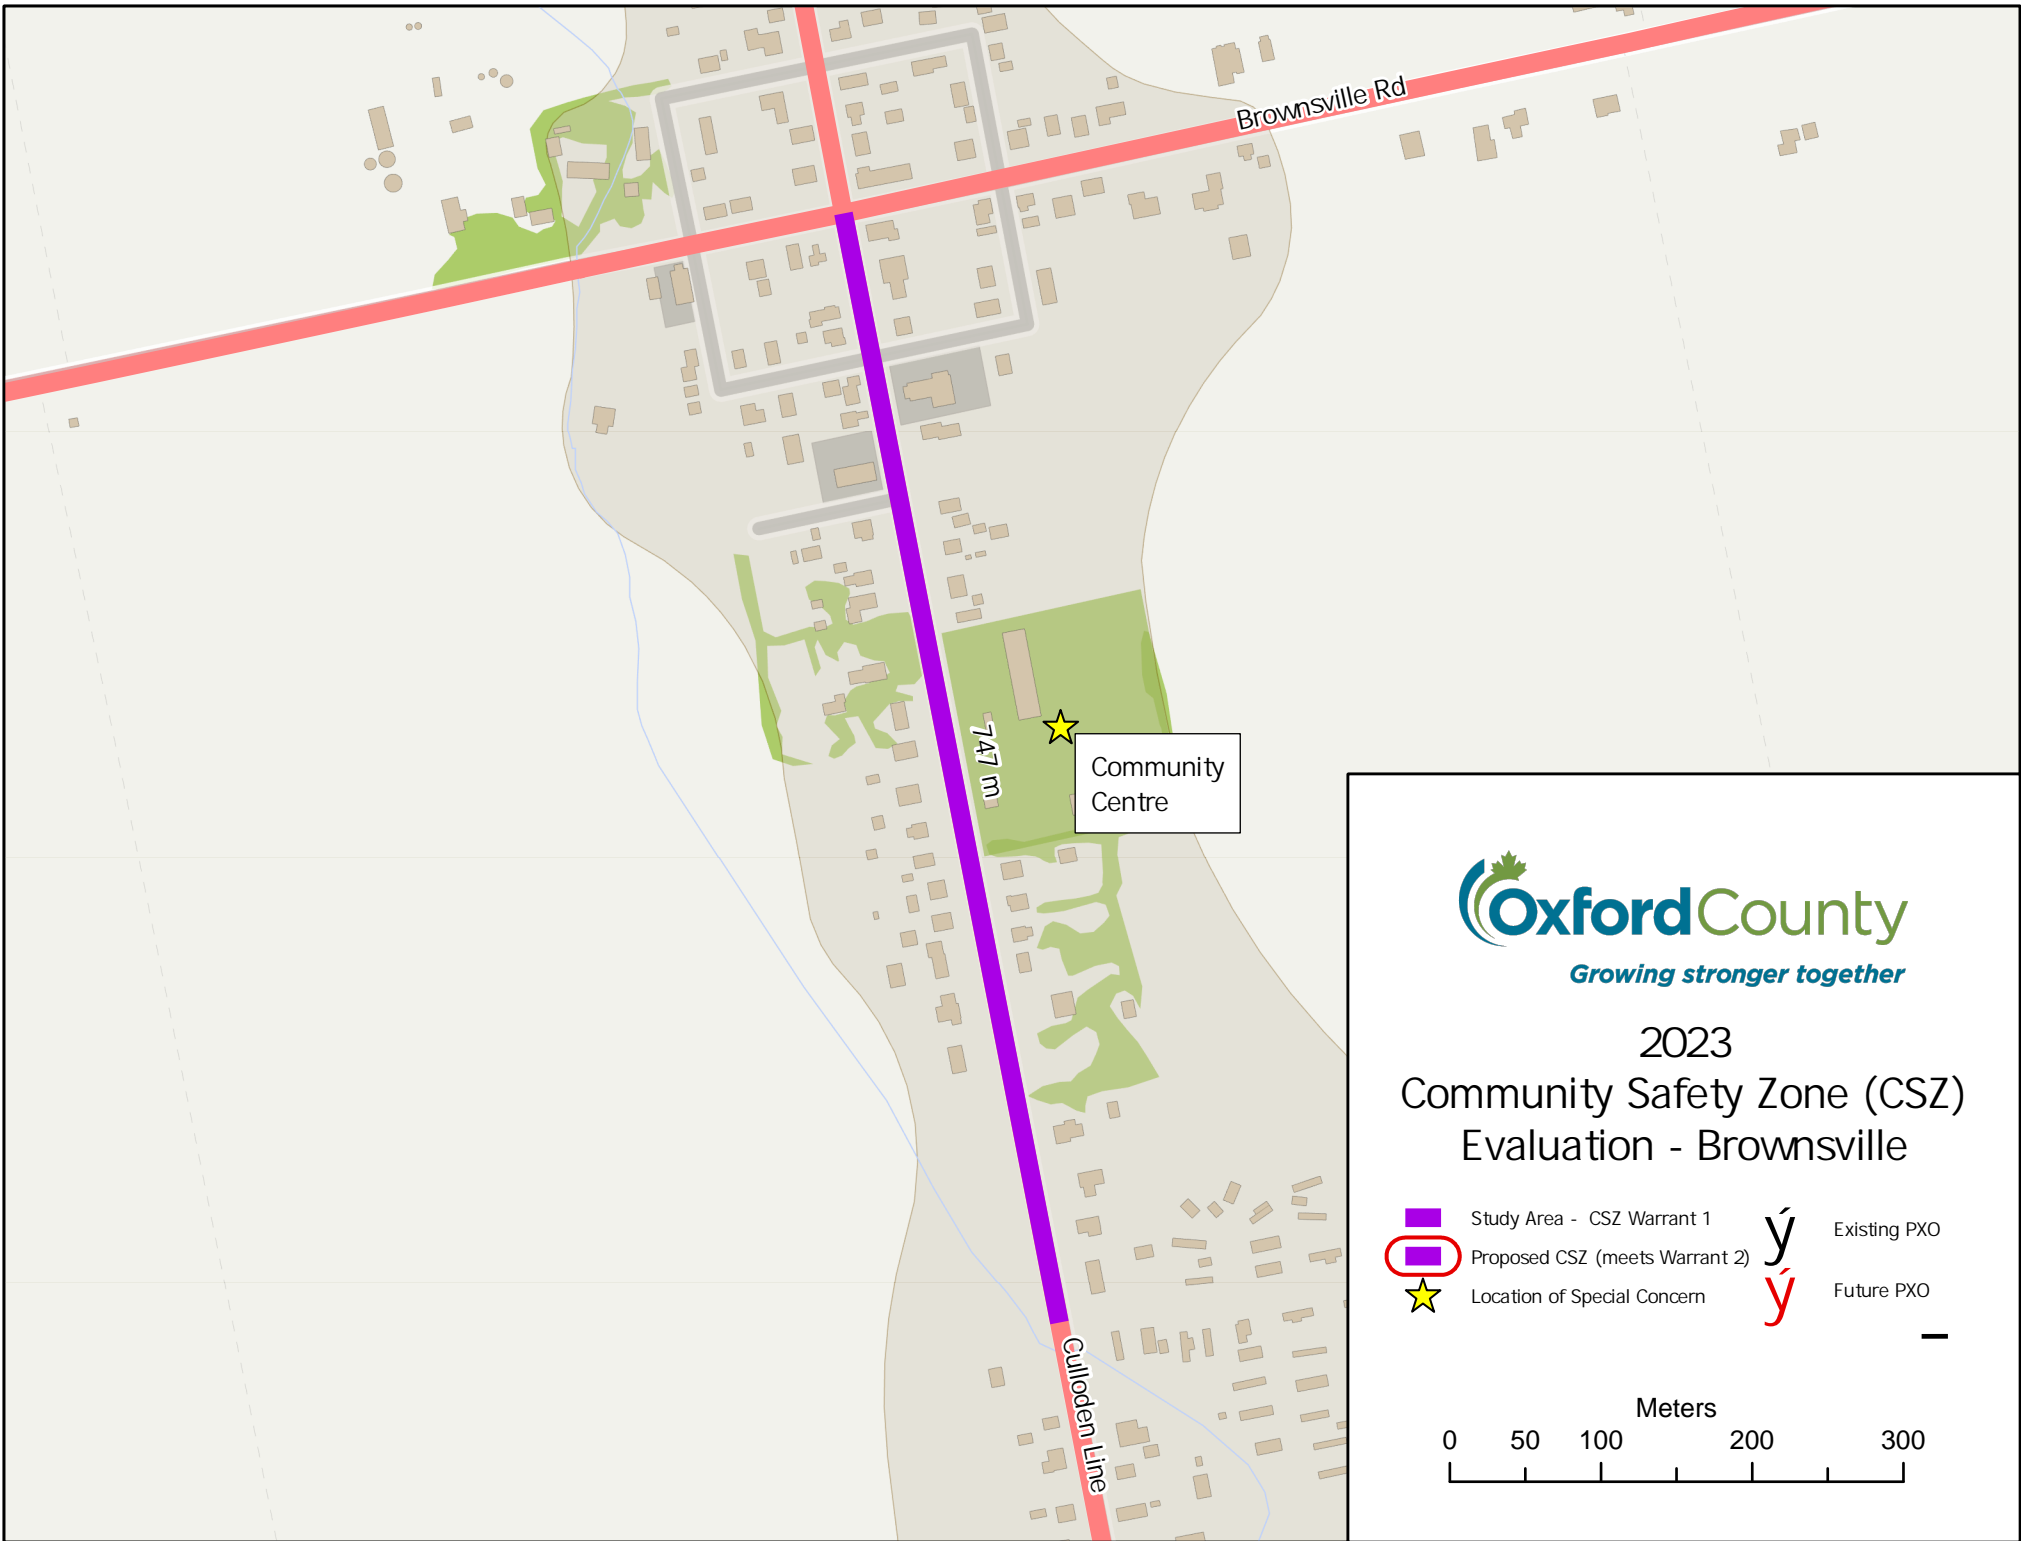 Brownsville Rd
747 m
Community
Centre
Culloden Line
OxfordCounty
Growing stronger together
2023
Community Safety Zone (CSZ)
Evaluation - Brownsville
Study Area - CSZ Warrant 1
Proposed CSZ (meets Warrant 2)
Location of Special Concern
ý Existing PXO
ý Future PXO
Meters
0 50 100 200 300